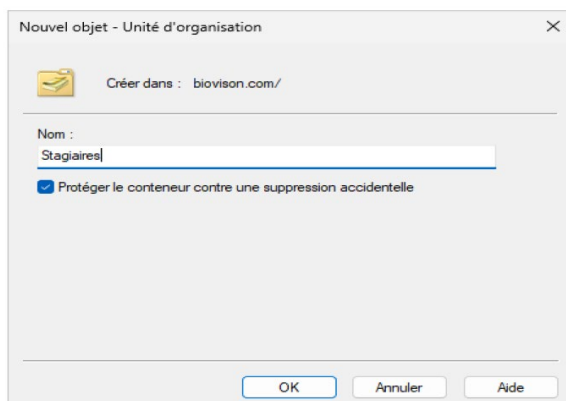 Nouvel objet - Unité d'organisation
Créer dans : biovison.com/
Nom :
Stagiaires
Protéger le conteneur contre une suppression accidentelle
OK Annuler Aide